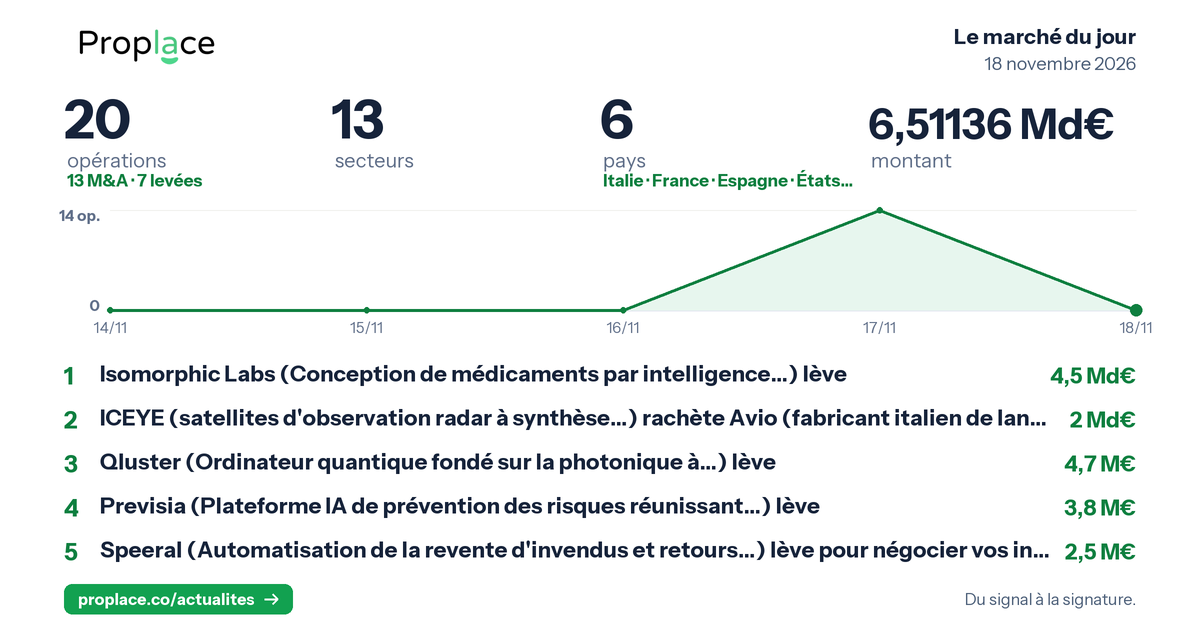 Proplace
Le marché du jour
18 novembre 2026
20
opérations
13 M&A · 7 levées
13
secteurs
6
pays
Italie · France · Espagne · États...
6,51136 Md€
montant
14 op.
0
14/11
15/11
16/11
17/11
18/11
1 Isomorphic Labs (Conception de médicaments par intelligence...) lève 4,5 Md€
2 ICEYE (satellites d'observation radar à synthèse...) rachète Avio (fabricant italien de lan... 2 Md€
3 Qluster (Ordinateur quantique fondé sur la photonique à...) lève 4,7 M€
4 Previsia (Plateforme IA de prévention des risques réunissant...) lève 3,8 M€
5 Speeral (Automatisation de la revente d'invendus et retours...) lève pour négocier vos in... 2,5 M€
proplace.co/actualites →
Du signal à la signature.